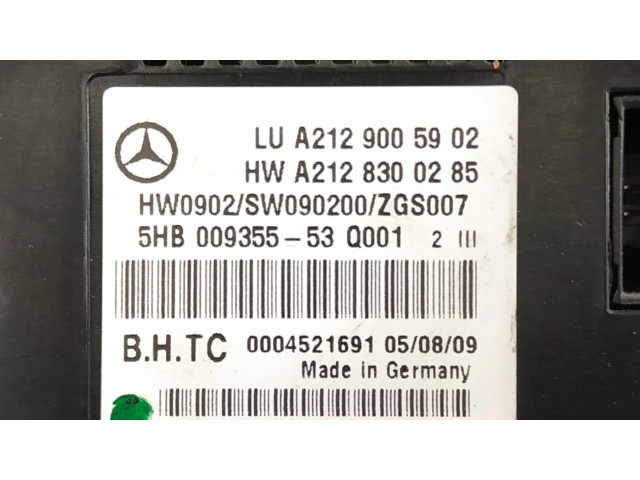 LU A212 900 59 02
HW A212 830 02 85
HW0902/SW090200/ZGS007
5HB 009355-53 Q001 2 III
B.H.TC 0004521691 05/08/09
Made in Germany